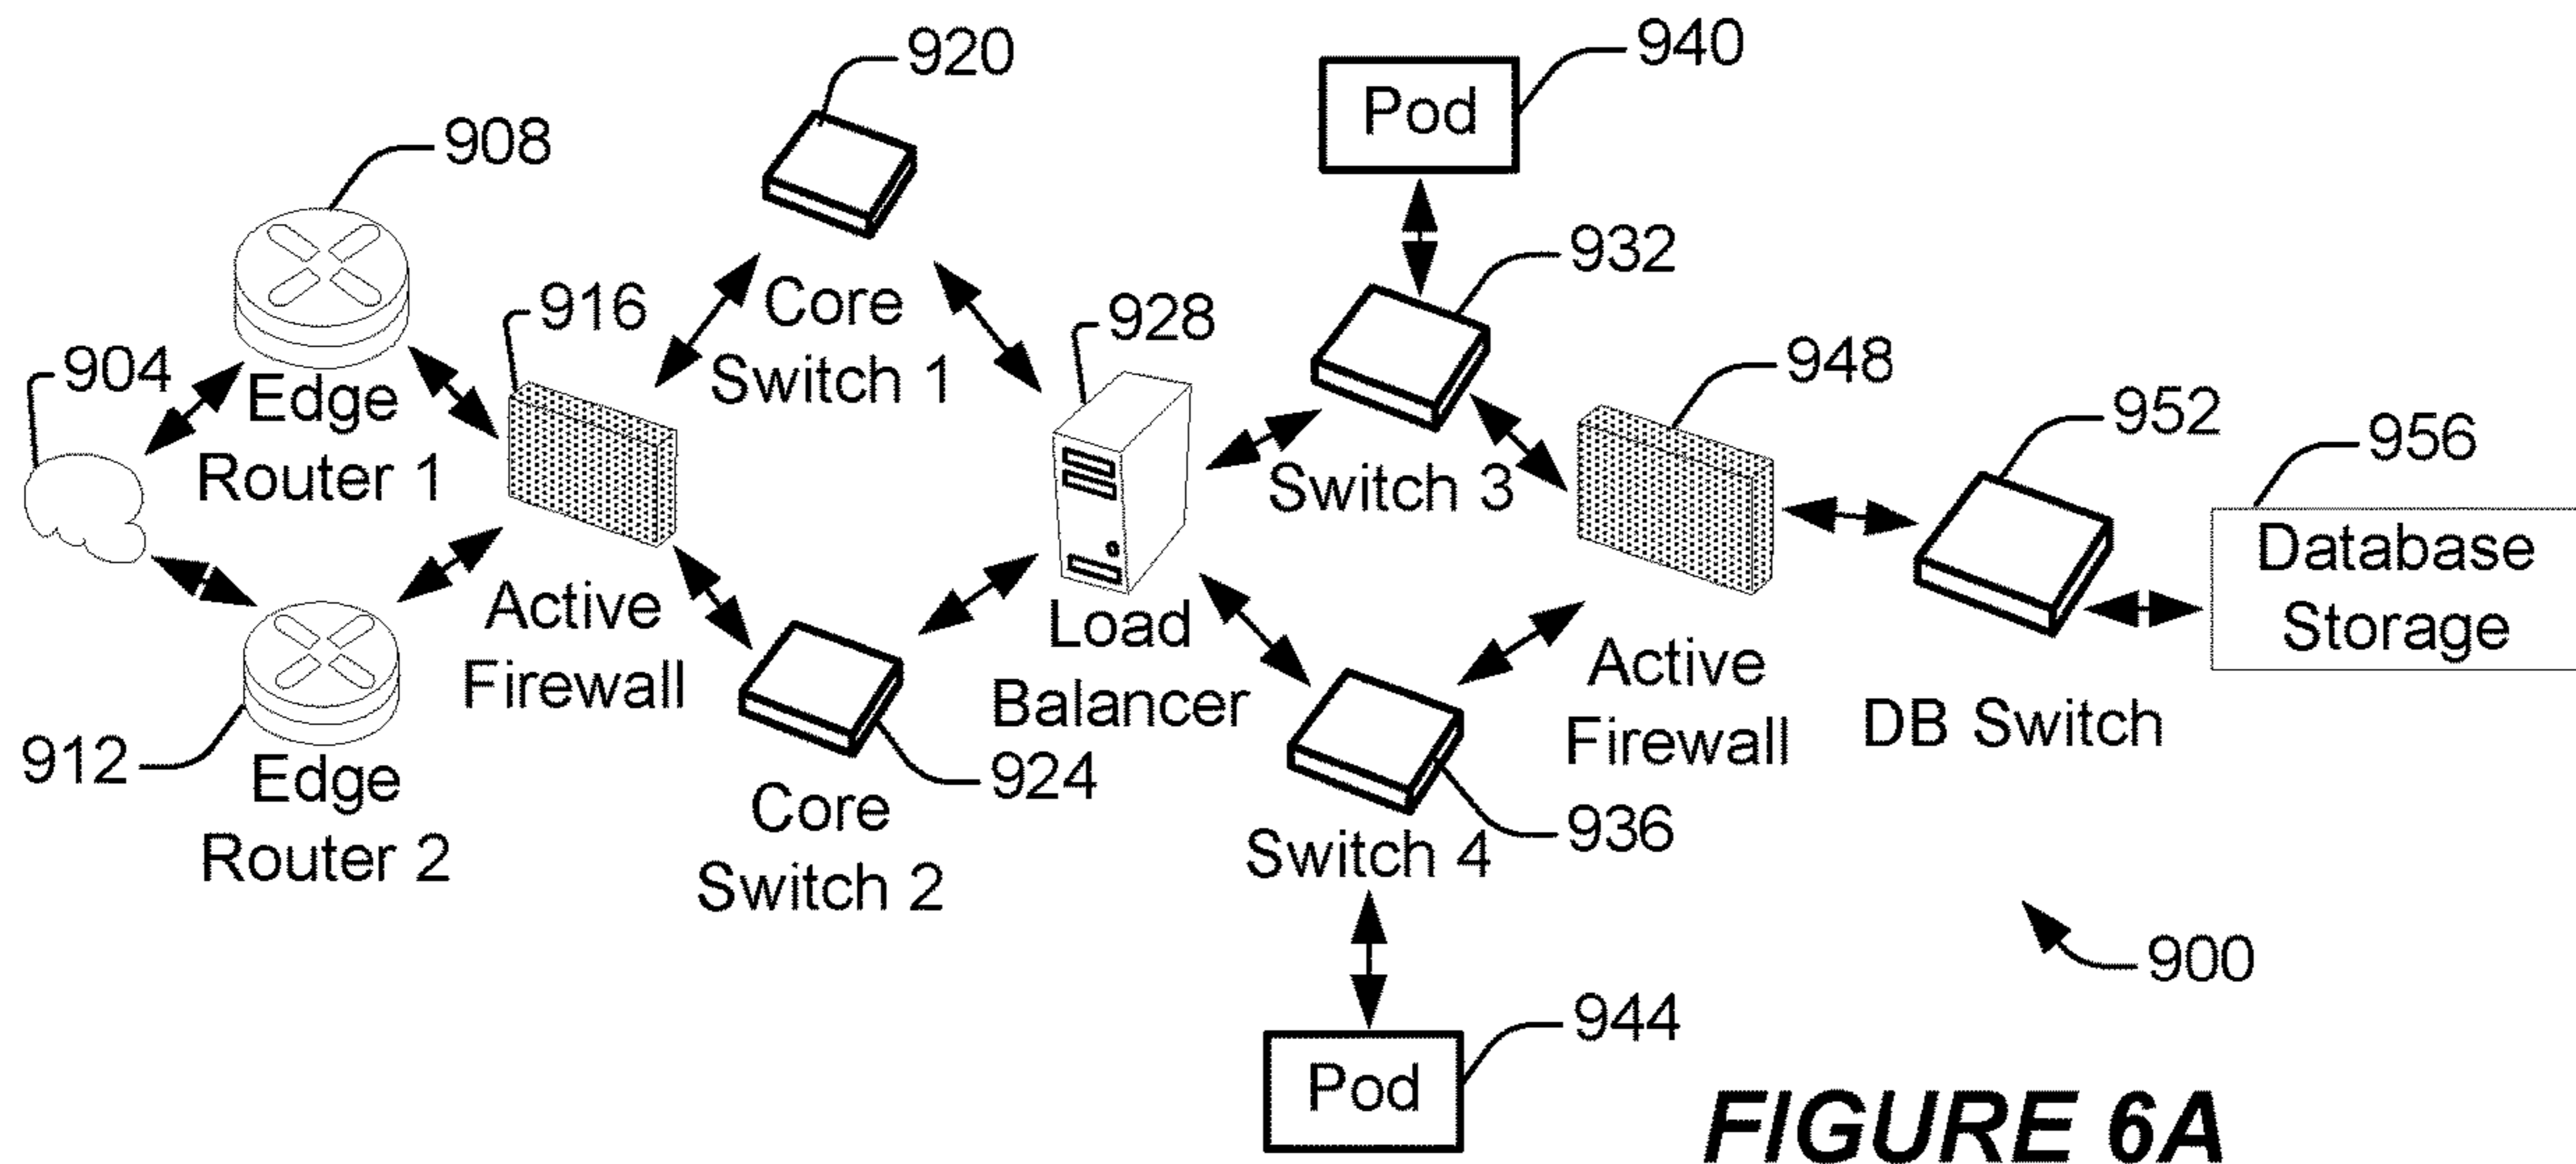 920
940
Pod
908
932
916
Core
Switch 1
928
948
904
Edge
Router 1
952
956
Switch 3
Database
Storage
Active
Firewall
Load
Balancer
Active
Firewall
DB Switch
912
Edge
Router 2
924
Core
Switch 2
936
Switch 4
900
944
Pod
FIGURE 6A